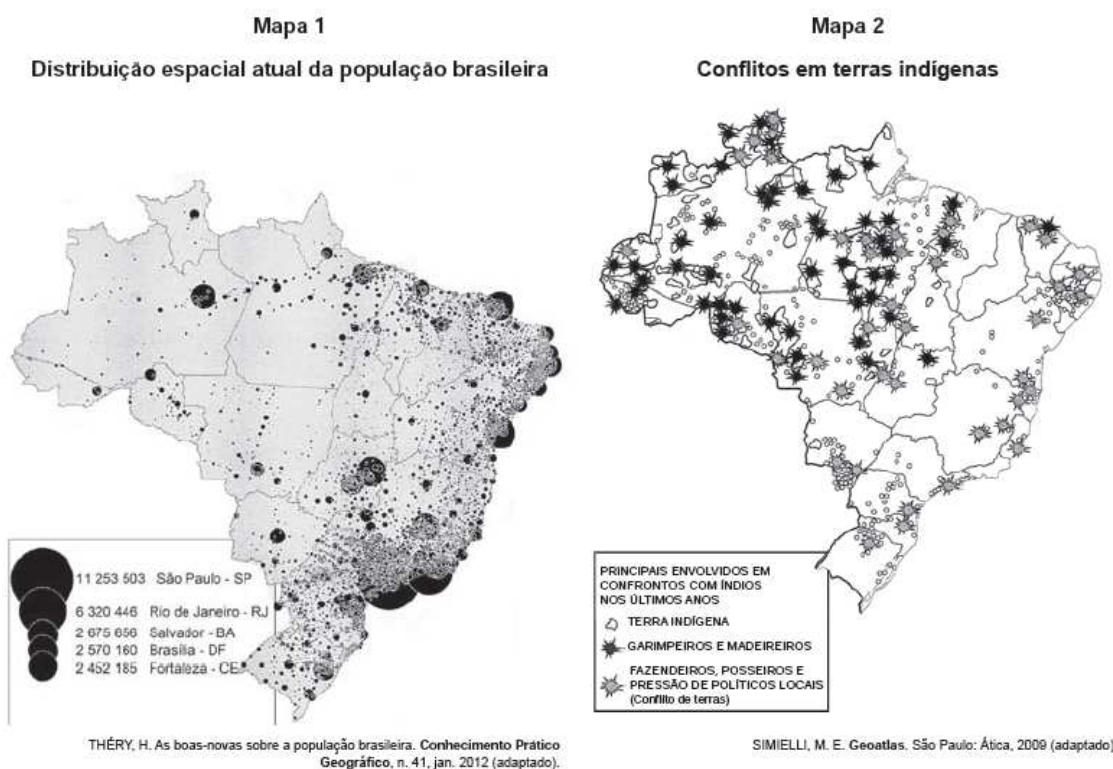 Mapa 1
Distribuição espacial atual da população brasileira
11 253 503 São Paulo - SP
6 320 446 Rio de Janeiro - RJ
2 675 656 Salvador - BA
2 570 160 Brasília - DF
2 452 185 Fortaleza - CE
THÉRY, H. As boas-novas sobre a população brasileira. Conhecimento Prático
Geográfico, n. 41, jan. 2012 (adaptado).
Mapa 2
Conflitos em terras indígenas
PRINCIPAIS ENVOLVIDOS EM
CONFRONTOS COM ÍNDIOS
NOS ÚLTIMOS ANOS
TERRA INDÍGENA
GARIMPEIROS E MADEIREIROS
FAZENDEIROS, POSSEIROS E
PRESSÃO DE POLÍTICOS LOCAIS
(Conflito de terras)
SIMIELLI, M. E. Geoatlas. São Paulo: Ática, 2009 (adaptado)